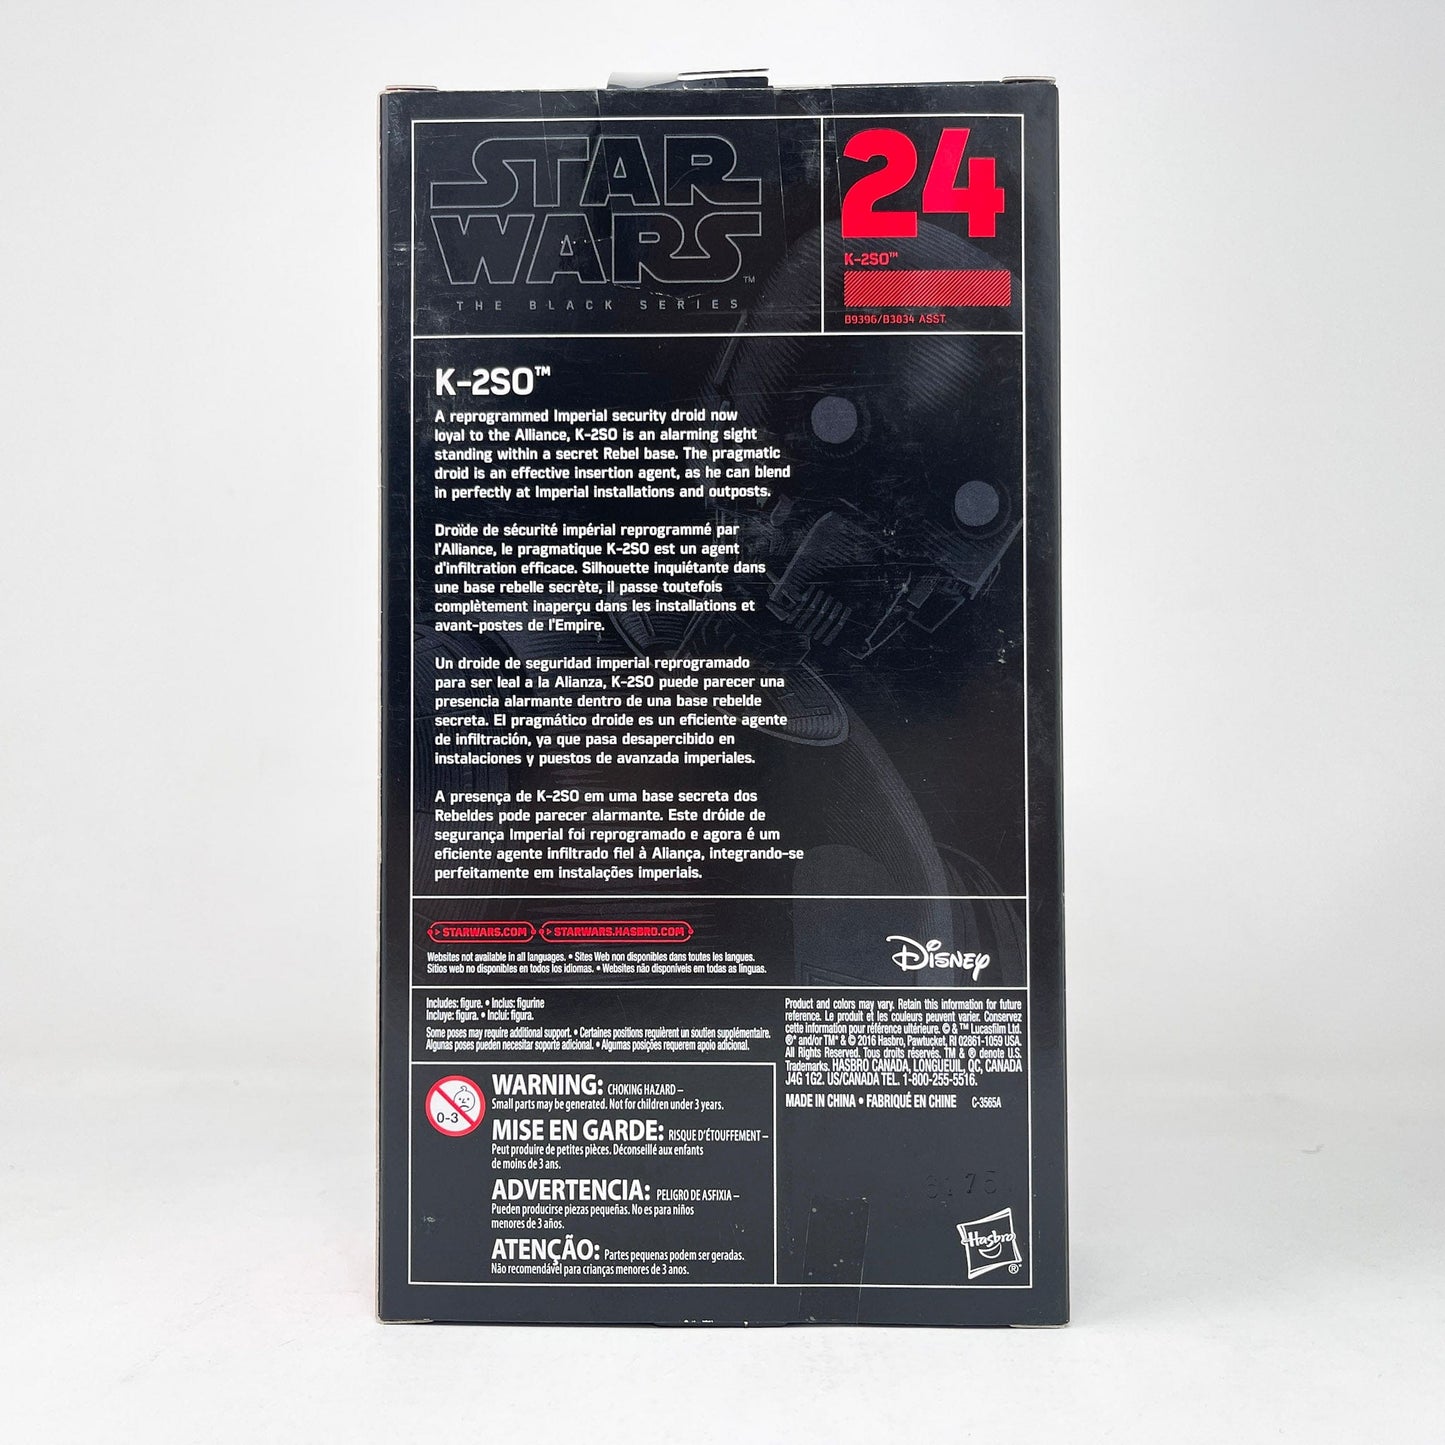 STAR
WARS™
THE BLACK SERIES
24
K-2SO™
B9396/B3834 ASST.
K-2SO™
A reprogrammed Imperial security droid now
loyal to the Alliance, K-2SO is an alarming sight
standing within a secret Rebel base. The pragmatic
droid is an effective insertion agent, as he can blend
in perfectly at Imperial installations and outposts.
Droïde de sécurité impérial reprogrammé par
l'Alliance, le pragmatique K-2SO est un agent
d'infiltration efficace. Silhouette inquiétante dans
une base rebelle secrète, il passe toutefois
complètement inaperçu dans les installations et
avant-postes de l'Empire.
Un droide de seguridad imperial reprogramado
para ser leal a la Alianza, K-2SO puede parecer una
presencia alarmante dentro de una base rebelde
secreta. El pragmático droide es un eficiente agente
de infiltración, ya que pasa desapercibido en
instalaciones y puestos de avanzada imperiales.
A presença de K-2SO em uma base secreta dos
Rebeldes pode parecer alarmante. Este dróide de
segurança Imperial foi reprogramado e agora é um
eficiente agente infiltrado fiel à Aliança, integrando-se
perfeitamente em instalações imperiais.
STARWARS.COM STARWARS.HASBRO.COM
Websites not available in all languages. • Sites Web non disponibles dans toutes les langues.
Sitios web no disponibles en todos los idiomas. • Websites não disponíveis em todas as línguas.
Disney
Includes: figure. • Inclus: figurine
Incluye: figura. • Inclui: figura.
Some poses may require additional support. • Certaines positions requièrent un soutien supplémentaire.
Algunas poses pueden necesitar soporte adicional. • Algumas posições requerem apoio adicional.
0-3
WARNING: CHOKING HAZARD –
Small parts may be generated. Not for children under 3 years.
MISE EN GARDE: RISQUE D'ÉTOUFFEMENT –
Peut produire de petites pièces. Déconseillé aux enfants
de moins de 3 ans.
ADVERTENCIA: PELIGRO DE ASFIXIA –
Pueden producirse piezas pequeñas. No es para niños
menores de 3 años.
ATENÇÃO: Partes pequenas podem ser geradas.
Não recomendável para crianças menores de 3 anos.
Product and colors may vary. Retain this information for future
reference. Le produit et les couleurs peuvent varier. Conservez
cette information pour référence ultérieure. © & ™ Lucasfilm Ltd.
®* and/or TM* & © 2016 Hasbro, Pawtucket, RI 02861-1059 USA.
All Rights Reserved. Tous droits réservés. TM & ® denote U.S.
Trademarks. HASBRO CANADA, LONGUEUIL, QC, CANADA
J4G 1G2. US/CANADA TEL. 1-800-255-5516.
MADE IN CHINA • FABRIQUÉ EN CHINE C-3565A
Hasbro
®*